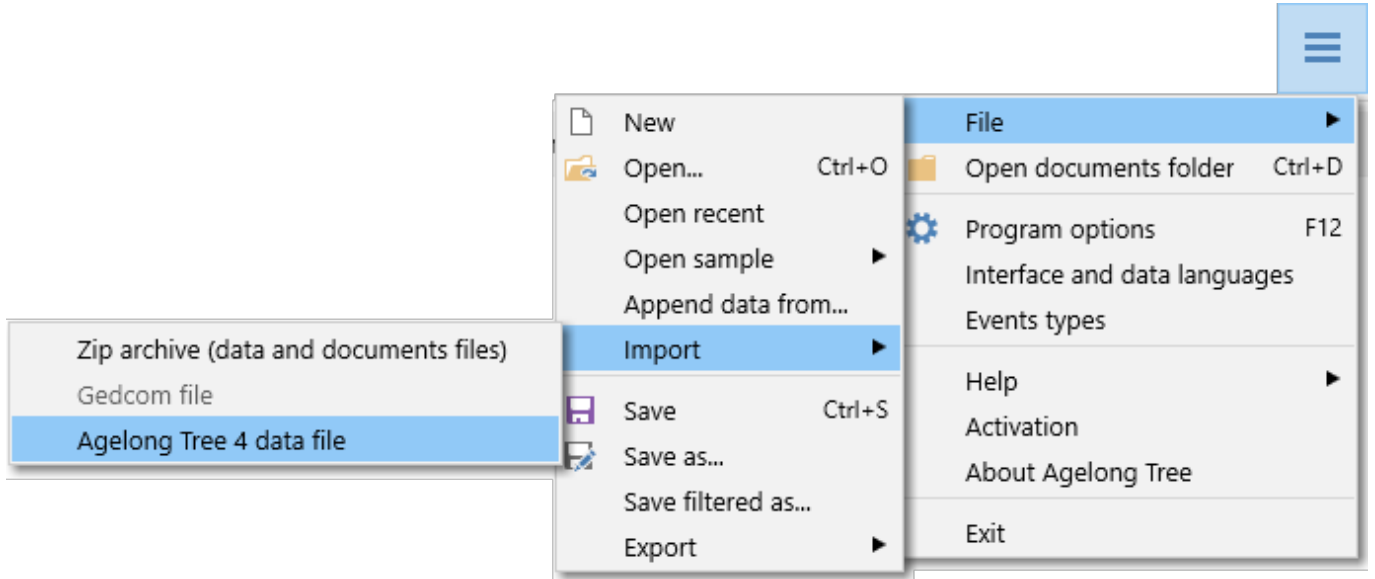 File
Open documents folder Ctrl+D
Program options F12
Interface and data languages
Events types
Help
Activation
About Agelong Tree
Exit
New
Open... Ctrl+O
Open recent
Open sample
Append data from...
Import
Save Ctrl+S
Save as...
Save filtered as...
Export
Zip archive (data and documents files)
Gedcom file
Agelong Tree 4 data file